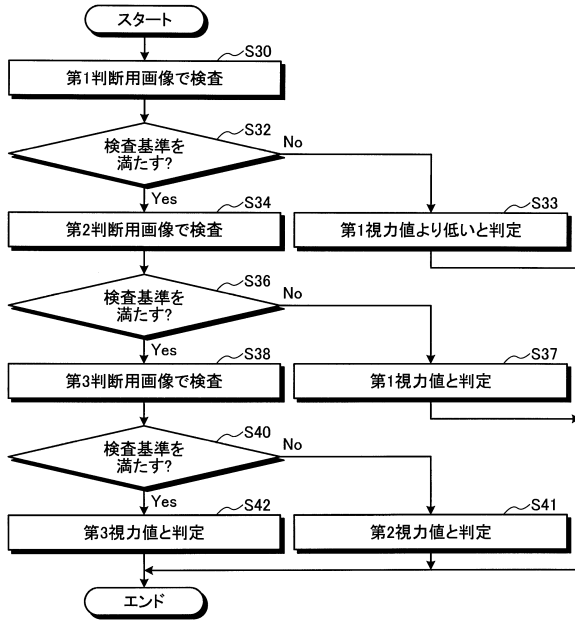 スタート
S30
第1判断用画像で検査
S32
検査基準を
満たす?
No
Yes
S34
第2判断用画像で検査
S33
第1視力値より低いと判定
S36
検査基準を
満たす?
No
Yes
S38
第3判断用画像で検査
S37
第1視力値と判定
S40
検査基準を
満たす?
No
Yes
S42
第3視力値と判定
S41
第2視力値と判定
エンド